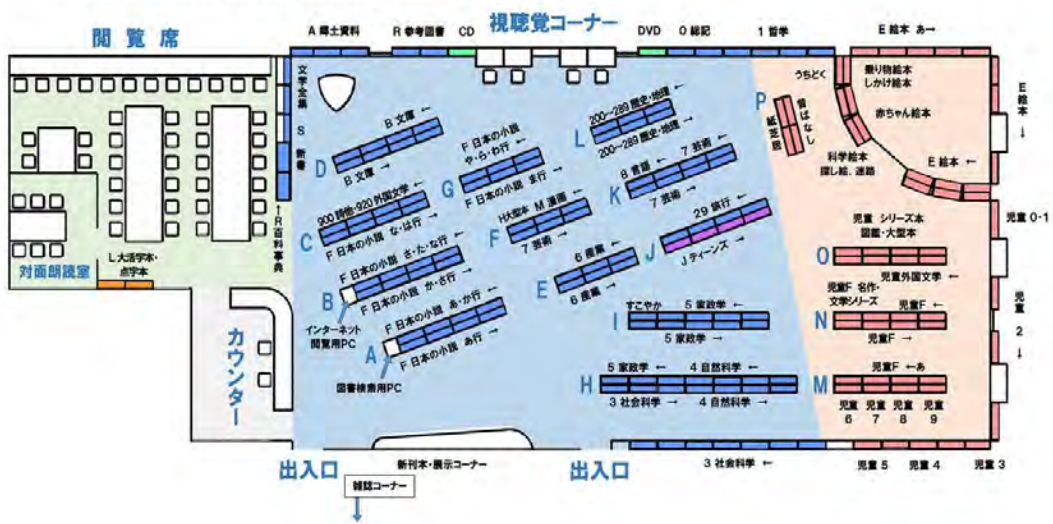 閲覧席
A 郷土資料
R 参考図書
CD
視聴覚コーナー
DVD
0 総記
1 哲学
E 絵本 あ→
文学全集
S 新書
↑R百科事典
B 文庫 ←
D
B 文庫 →
F 日本の小説
や・ら・わ行 ←
G
F 日本の小説 ま行 →
200~289 歴史・地理 ←
L
200~289 歴史・地理 →
うちどく
P
昔ばなし
紙芝居
乗り物絵本
しかけ絵本
赤ちゃん絵本
科学絵本
探し絵、迷路
E 絵本 ←
E 絵本 →
900 詩他・920 外国文学 ←
C
F 日本の小説 な・は行 →
H大型本 M 漫画 ←
F
7 芸術 →
8 言語 ← 7 芸術 ←
K
7 芸術 →
29 旅行 ←
J
J ティーンズ →
児童 0・1
児童 シリーズ本
図鑑・大型本
O
児童外国文学 ←
対面朗読室
L 大活字本・
点字本
F 日本の小説 さ・た・な行 ←
B
F 日本の小説 か・さ行 →
インターネット
閲覧用PC
6 産業 ←
E
6 産業 →
児童F 名作・
文学シリーズ
児童F ←
N
児童F →
児童 2 →
カウンター
F 日本の小説 あ・か行 ←
A
F 日本の小説 あ行 →
図書検索用PC
すこやか 5 家政学 ←
I
5 家政学 →
5 家政学 ← 4 自然科学 ←
H
3 社会科学 → 4 自然科学 →
児童F ←あ
M
児童 6
児童 7
児童 8
児童 9
出入口
新刊本・展示コーナー
出入口
3 社会科学 ←
児童 5
児童 4
児童 3
雑誌コーナー